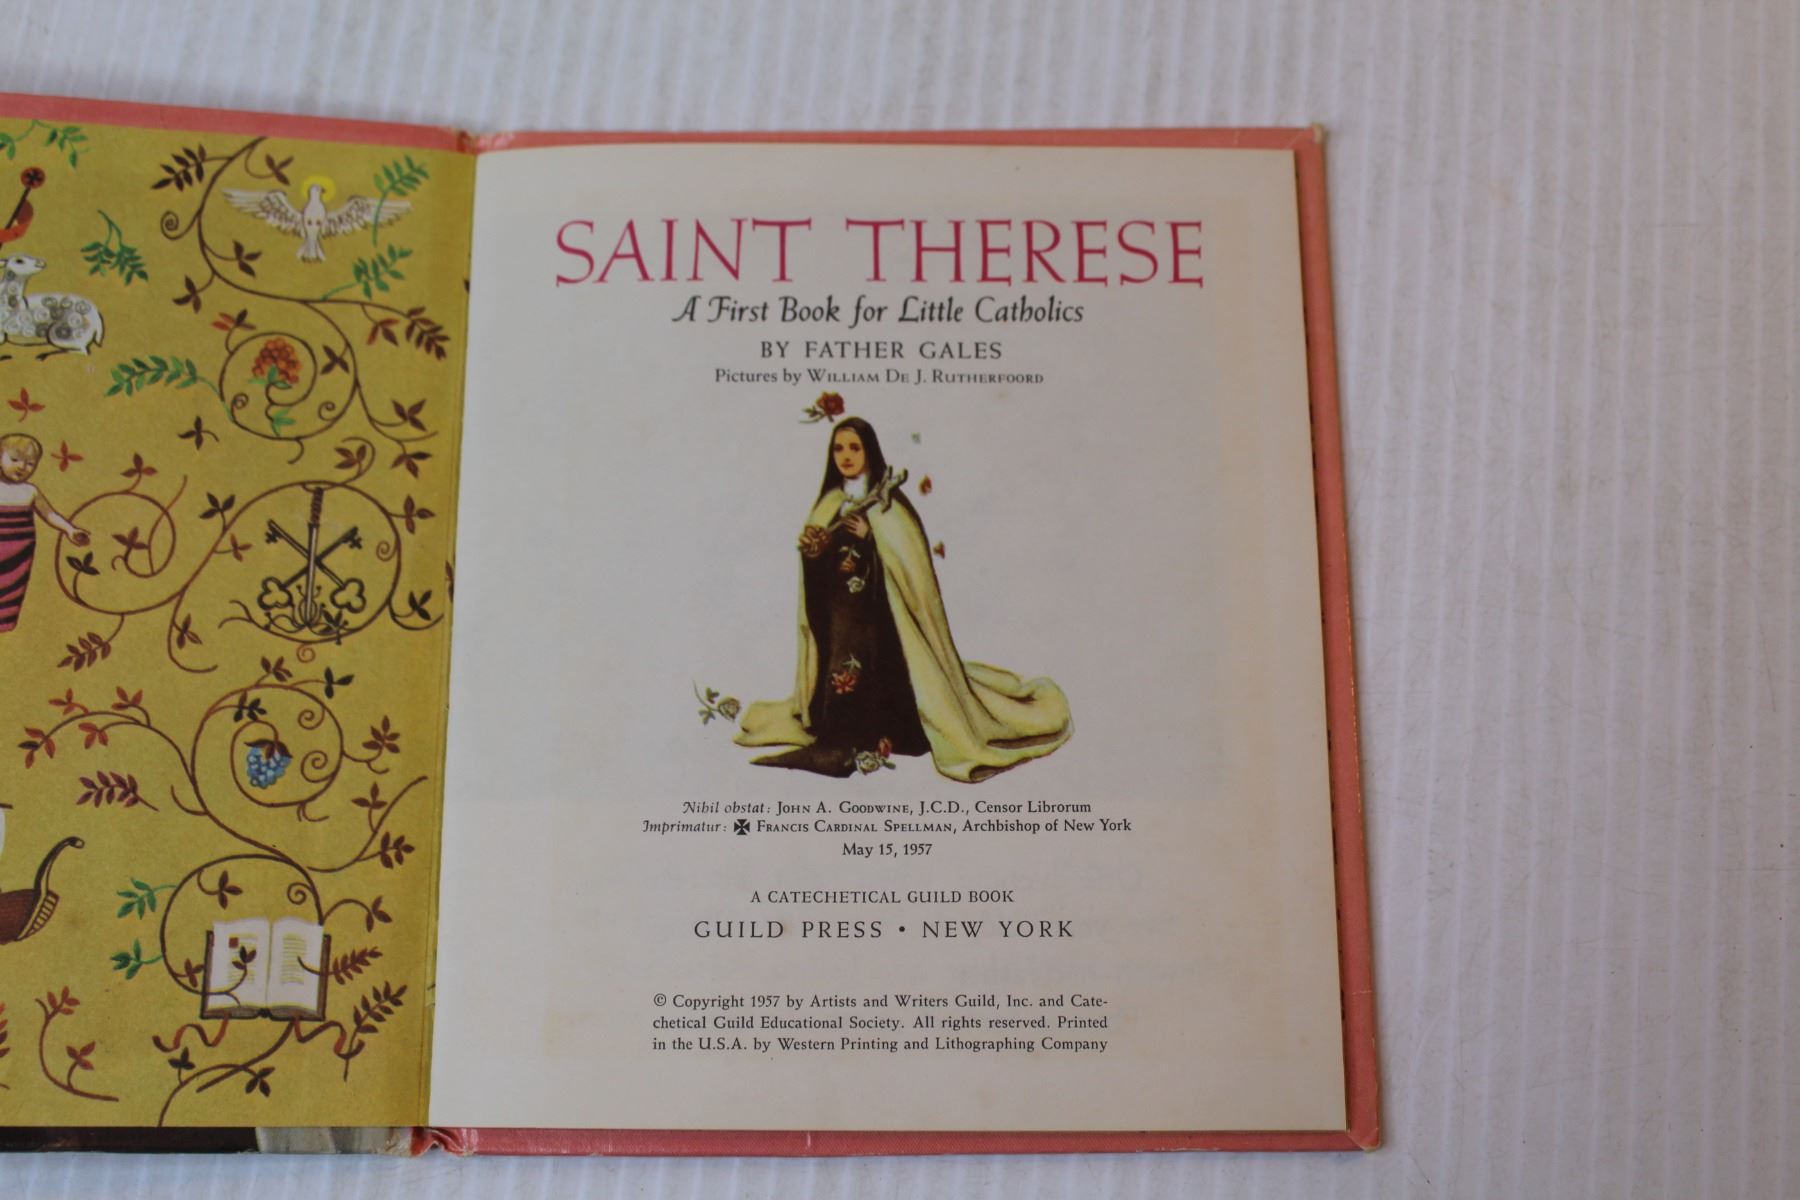 SAINT THERESE
A First Book for Little Catholics
BY FATHER GALES
Pictures by WILLIAM DE J. RUTHERFOORD
Nihil obstat: JOHN A. GOODWINE, J.C.D., Censor Librorum
Imprimatur: ✠ FRANCIS CARDINAL SPELLMAN, Archbishop of New York
May 15, 1957
A CATECHETICAL GUILD BOOK
GUILD PRESS • NEW YORK
© Copyright 1957 by Artists and Writers Guild, Inc. and Cate-
chetical Guild Educational Society. All rights reserved. Printed
in the U.S.A. by Western Printing and Lithographing Company